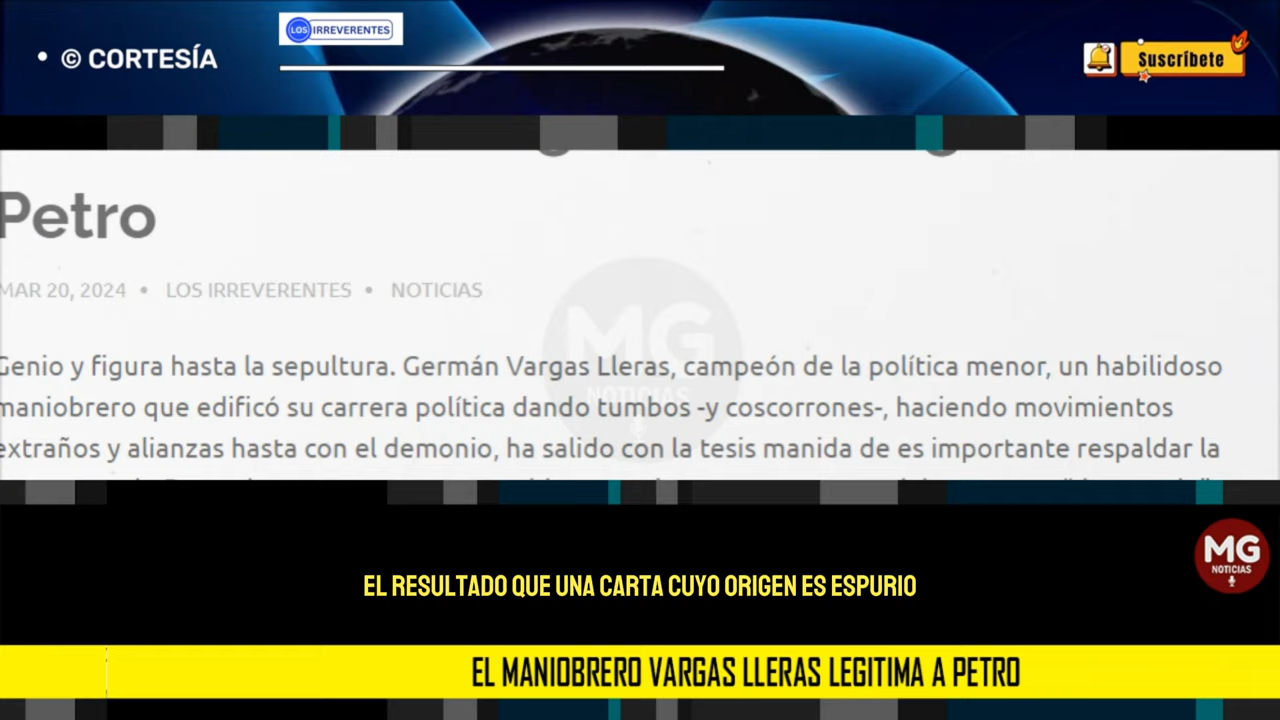 • © CORTESÍA
LOS IRREVERENTES
Suscríbete
Petro
MAR 20, 2024 • LOS IRREVERENTES • NOTICIAS
MG
NOTICIAS
Genio y figura hasta la sepultura. Germán Vargas Lleras, campeón de la política menor, un habilidoso
maniobrero que edificó su carrera política dando tumbos -y coscorrones-, haciendo movimientos
extraños y alianzas hasta con el demonio, ha salido con la tesis manida de es importante respaldar la
MG
NOTICIAS
EL RESULTADO QUE UNA CARTA CUYO ORIGEN ES ESPURIO
EL MANIOBRERO VARGAS LLERAS LEGITIMA A PETRO